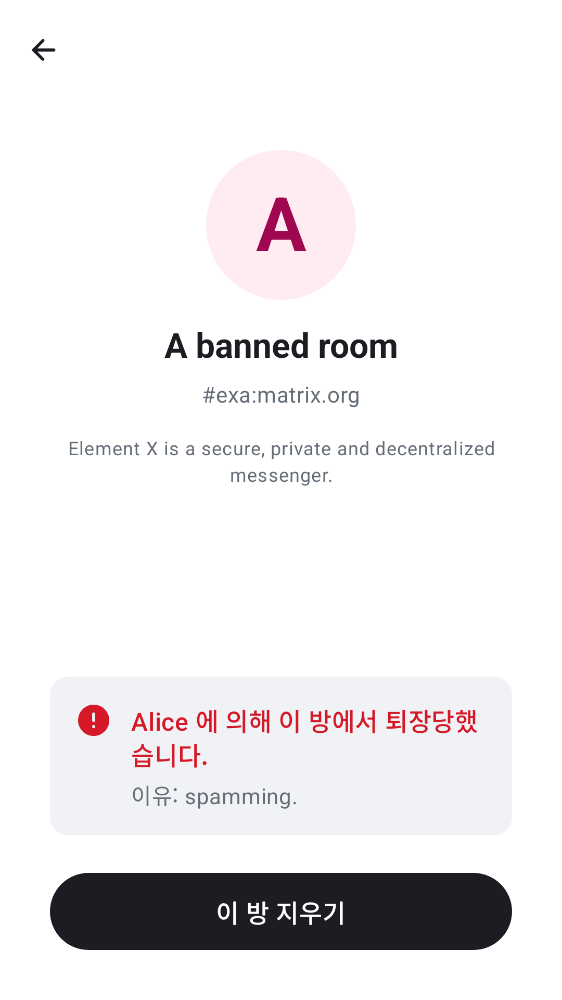 A
A banned room
#exa:matrix.org
Element X is a secure, private and decentralized
messenger.
Alice 에 의해 이 방에서 퇴장당했
습니다.
이유: spamming.
이 방 지우기